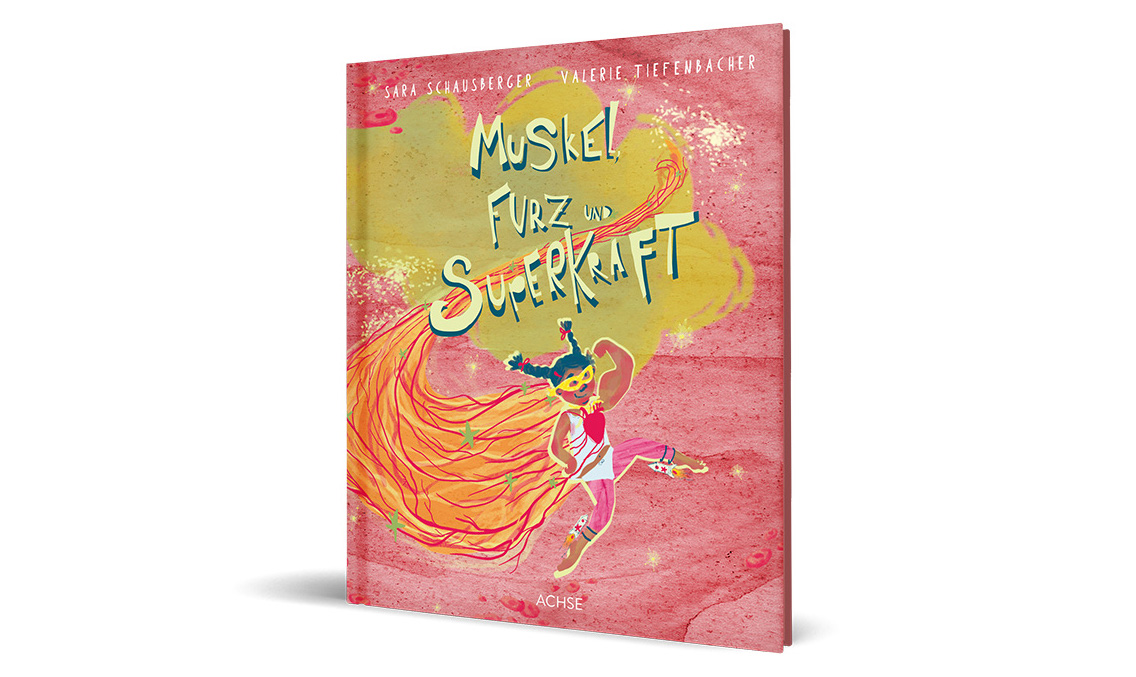 SARA SCHAUSBERGER VALERIE TIEFENBACHER
MUSKEL,
FURZ UND
SUPERKRAFT
ACHSE